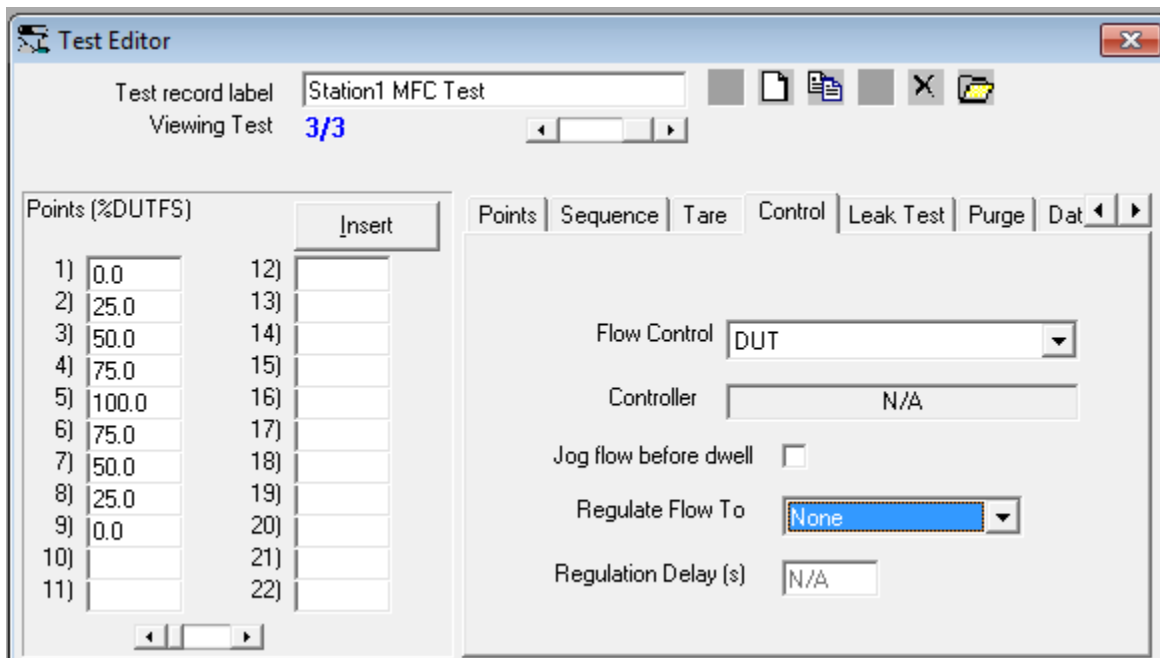 Test Editor
Test record label Station1 MFC Test
Viewing Test 3/3
Points (%DUTFS)
Insert
1) 0.0 12)
2) 25.0 13)
3) 50.0 14)
4) 75.0 15)
5) 100.0 16)
6) 75.0 17)
7) 50.0 18)
8) 25.0 19)
9) 0.0 20)
10) 21)
11) 22)
Points Sequence Tare Control Leak Test Purge Dat
Flow Control DUT
Controller N/A
Jog flow before dwell
Regulate Flow To None
Regulation Delay (s) N/A